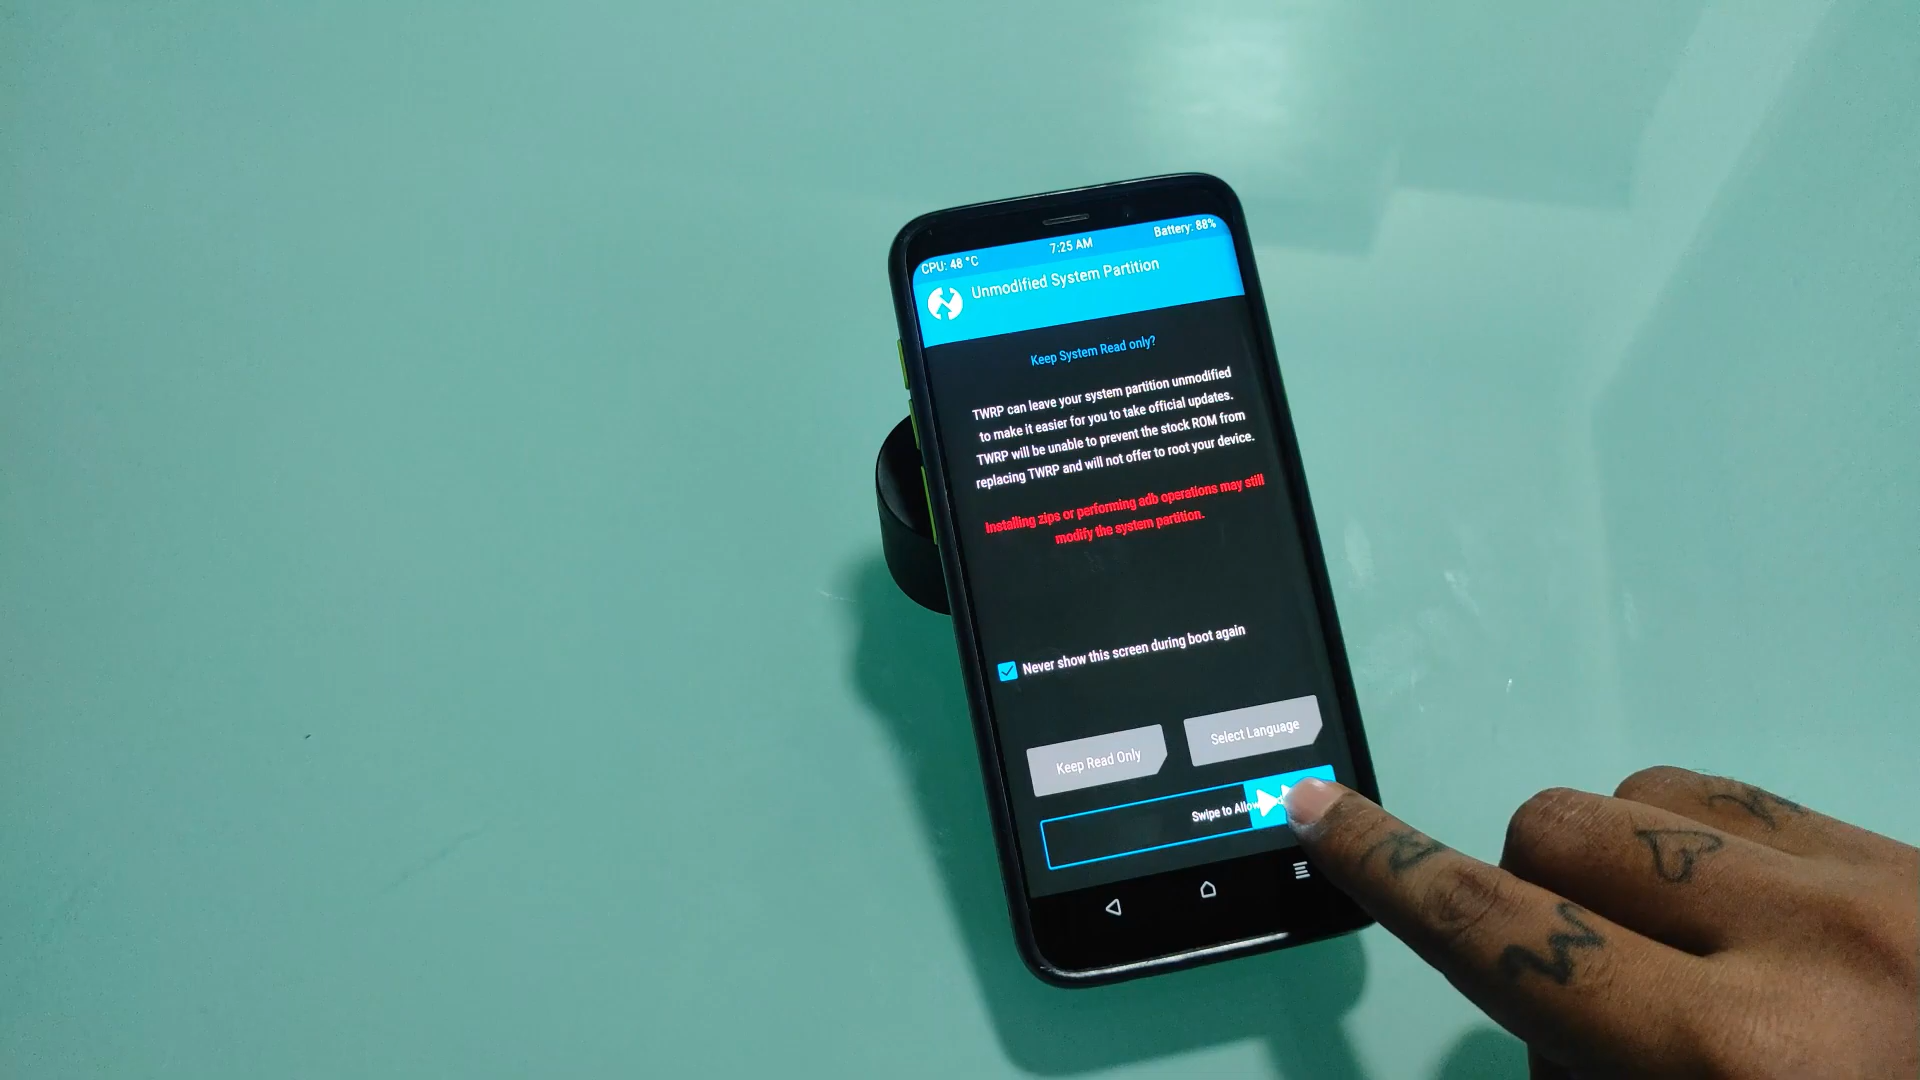 CPU: 48 °C 7:25 AM Battery: 88%
Unmodified System Partition
Keep System Read only?
TWRP can leave your system partition unmodified
to make it easier for you to take official updates.
TWRP will be unable to prevent the stock ROM from
replacing TWRP and will not offer to root your device.
Installing zips or performing adb operations may still
modify the system partition.
Never show this screen during boot again
Keep Read Only Select Language
Swipe to Allow